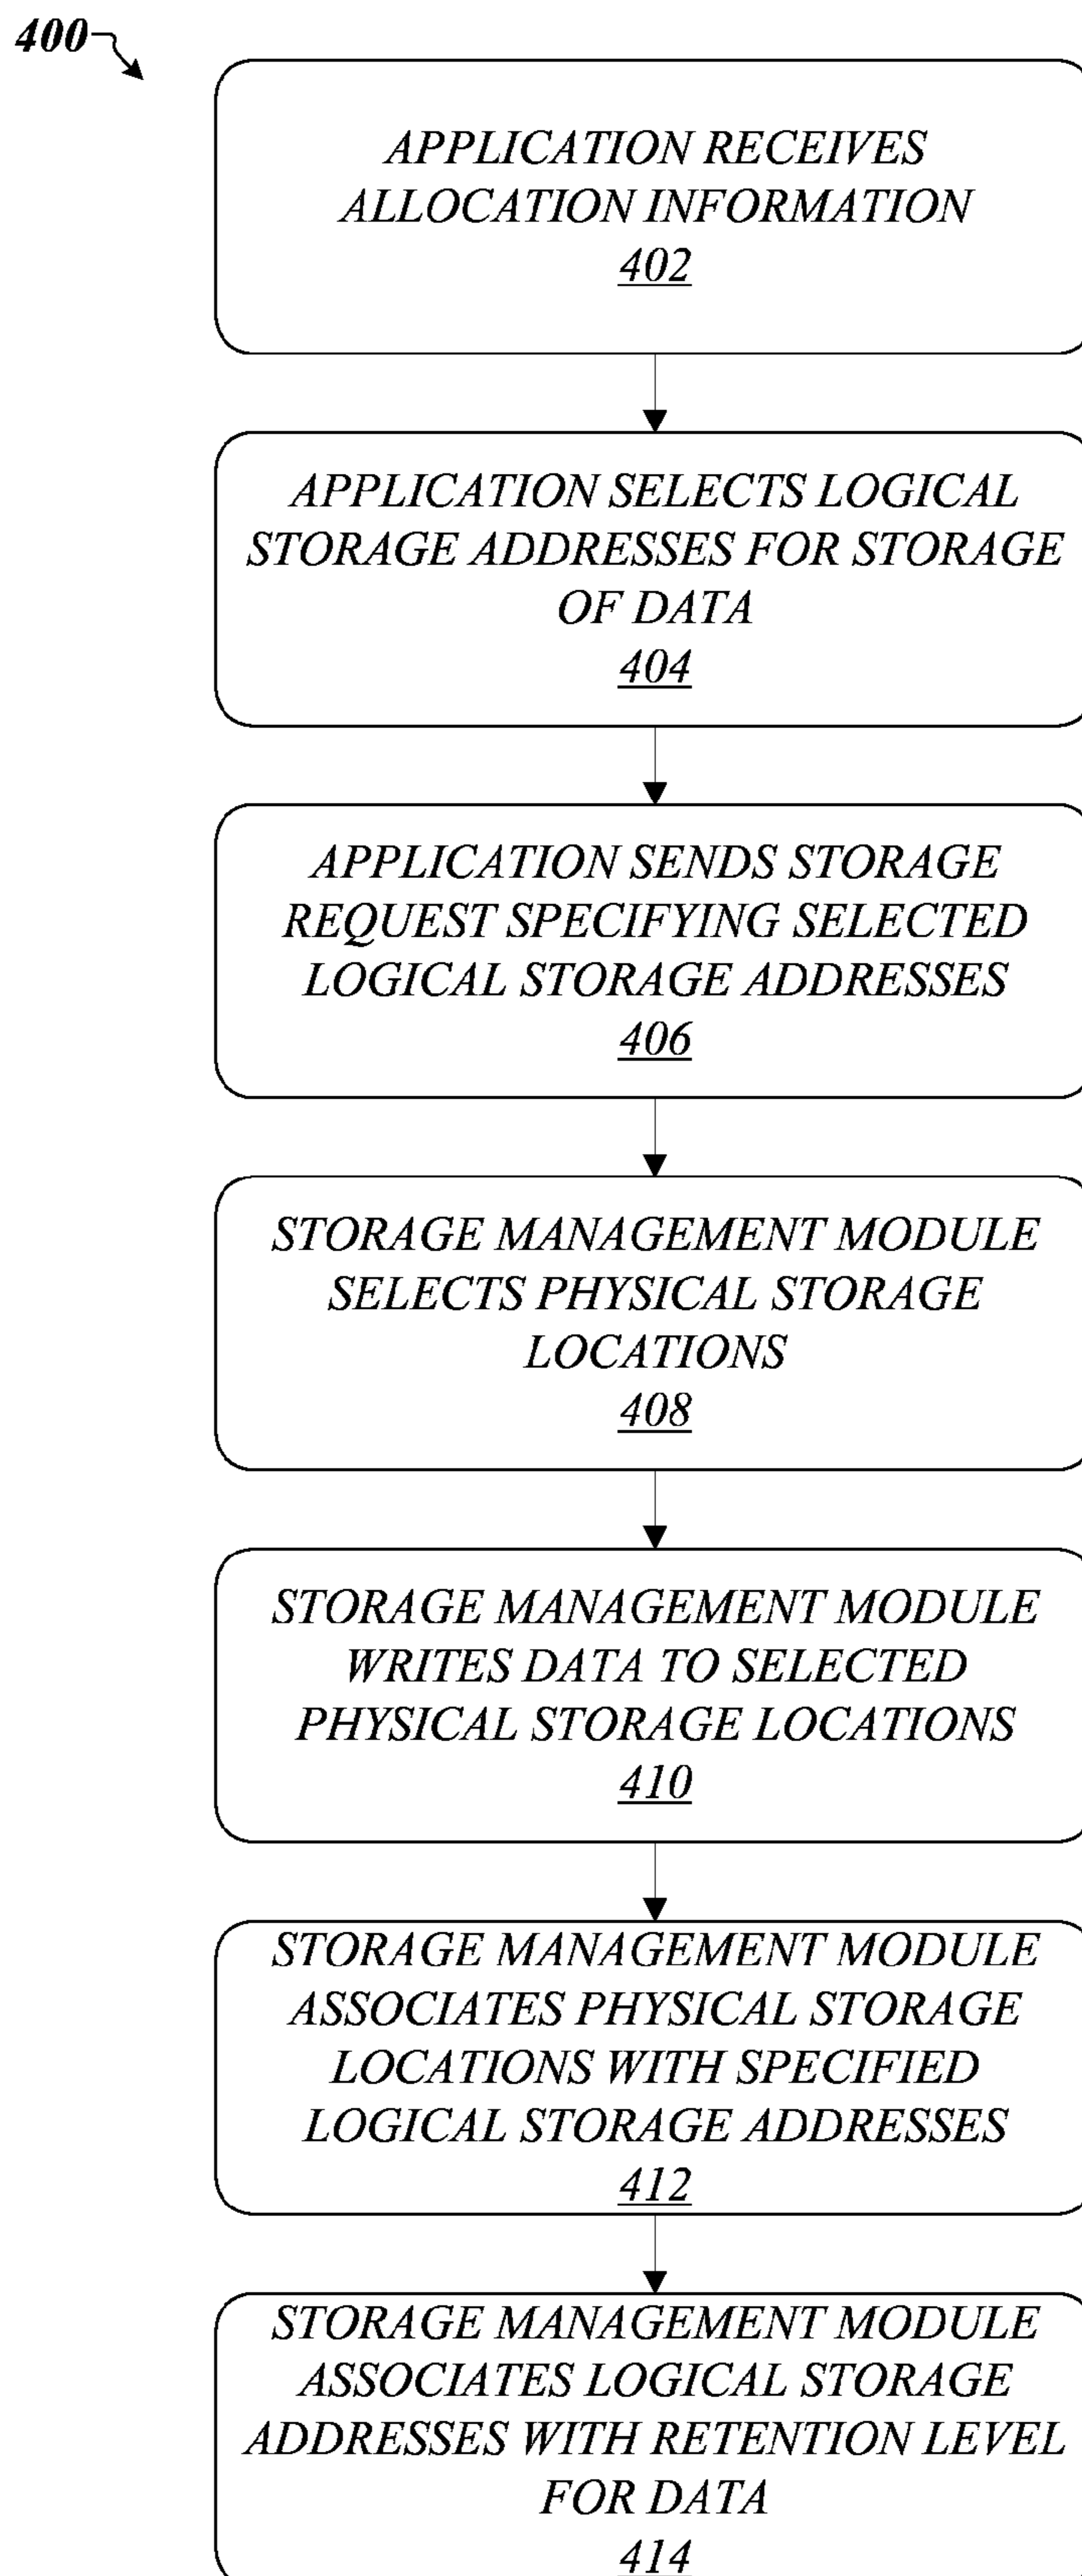 400
APPLICATION RECEIVES
ALLOCATION INFORMATION
402
APPLICATION SELECTS LOGICAL
STORAGE ADDRESSES FOR STORAGE
OF DATA
404
APPLICATION SENDS STORAGE
REQUEST SPECIFYING SELECTED
LOGICAL STORAGE ADDRESSES
406
STORAGE MANAGEMENT MODULE
SELECTS PHYSICAL STORAGE
LOCATIONS
408
STORAGE MANAGEMENT MODULE
WRITES DATA TO SELECTED
PHYSICAL STORAGE LOCATIONS
410
STORAGE MANAGEMENT MODULE
ASSOCIATES PHYSICAL STORAGE
LOCATIONS WITH SPECIFIED
LOGICAL STORAGE ADDRESSES
412
STORAGE MANAGEMENT MODULE
ASSOCIATES LOGICAL STORAGE
ADDRESSES WITH RETENTION LEVEL
FOR DATA
414